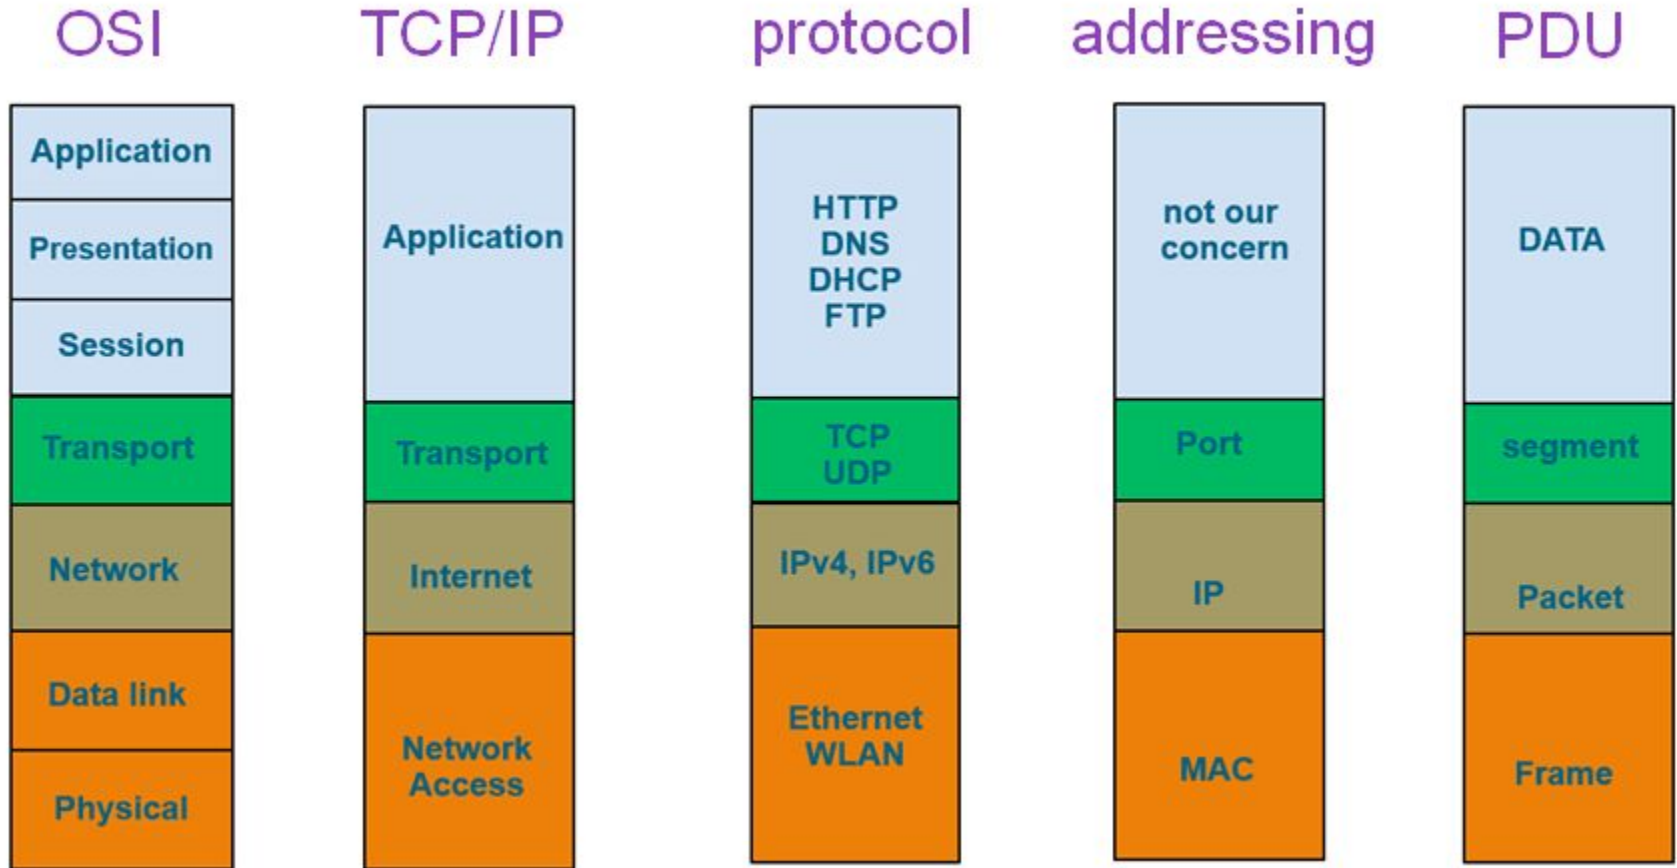 OSI
TCP/IP
protocol
addressing
PDU
Application
Presentation
Session
Transport
Network
Data link
Physical
Application
Transport
Internet
Network
Access
HTTP
DNS
DHCP
FTP
TCP
UDP
IPv4, IPv6
Ethernet
WLAN
not our
concern
Port
IP
MAC
DATA
segment
Packet
Frame